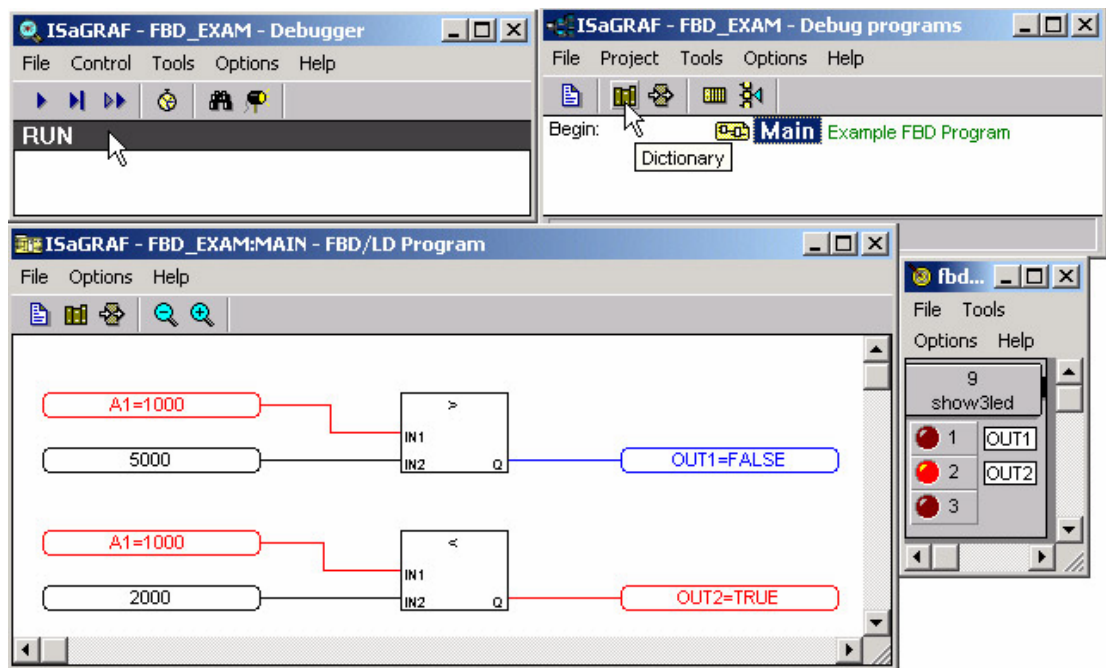 ISaGRAF - FBD_EXAM - Debugger
File Control Tools Options Help
RUN
ISaGRAF - FBD_EXAM - Debug programs
File Project Tools Options Help
Begin: Main Example FBD Program
Dictionary
ISaGRAF - FBD_EXAM:MAIN - FBD/LD Program
File Options Help
A1=1000
>
IN1
5000
IN2 Q
OUT1=FALSE
A1=1000
<
IN1
2000
IN2 Q
OUT2=TRUE
fbd...
File Tools
Options Help
9
show3led
1 OUT1
2 OUT2
3